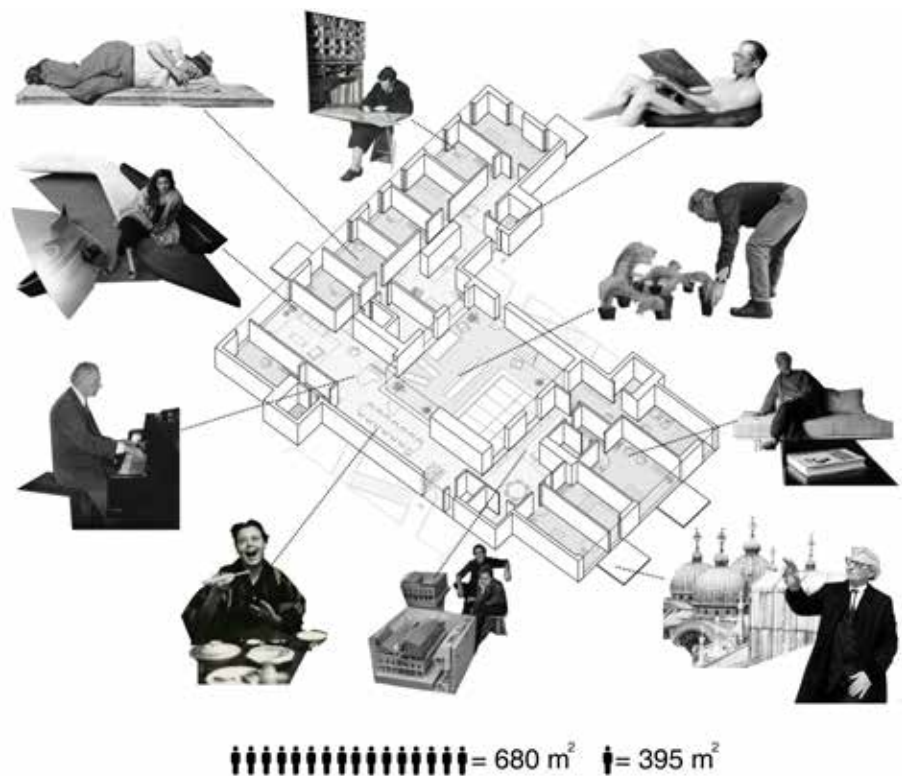 = 680 m² = 395 m²